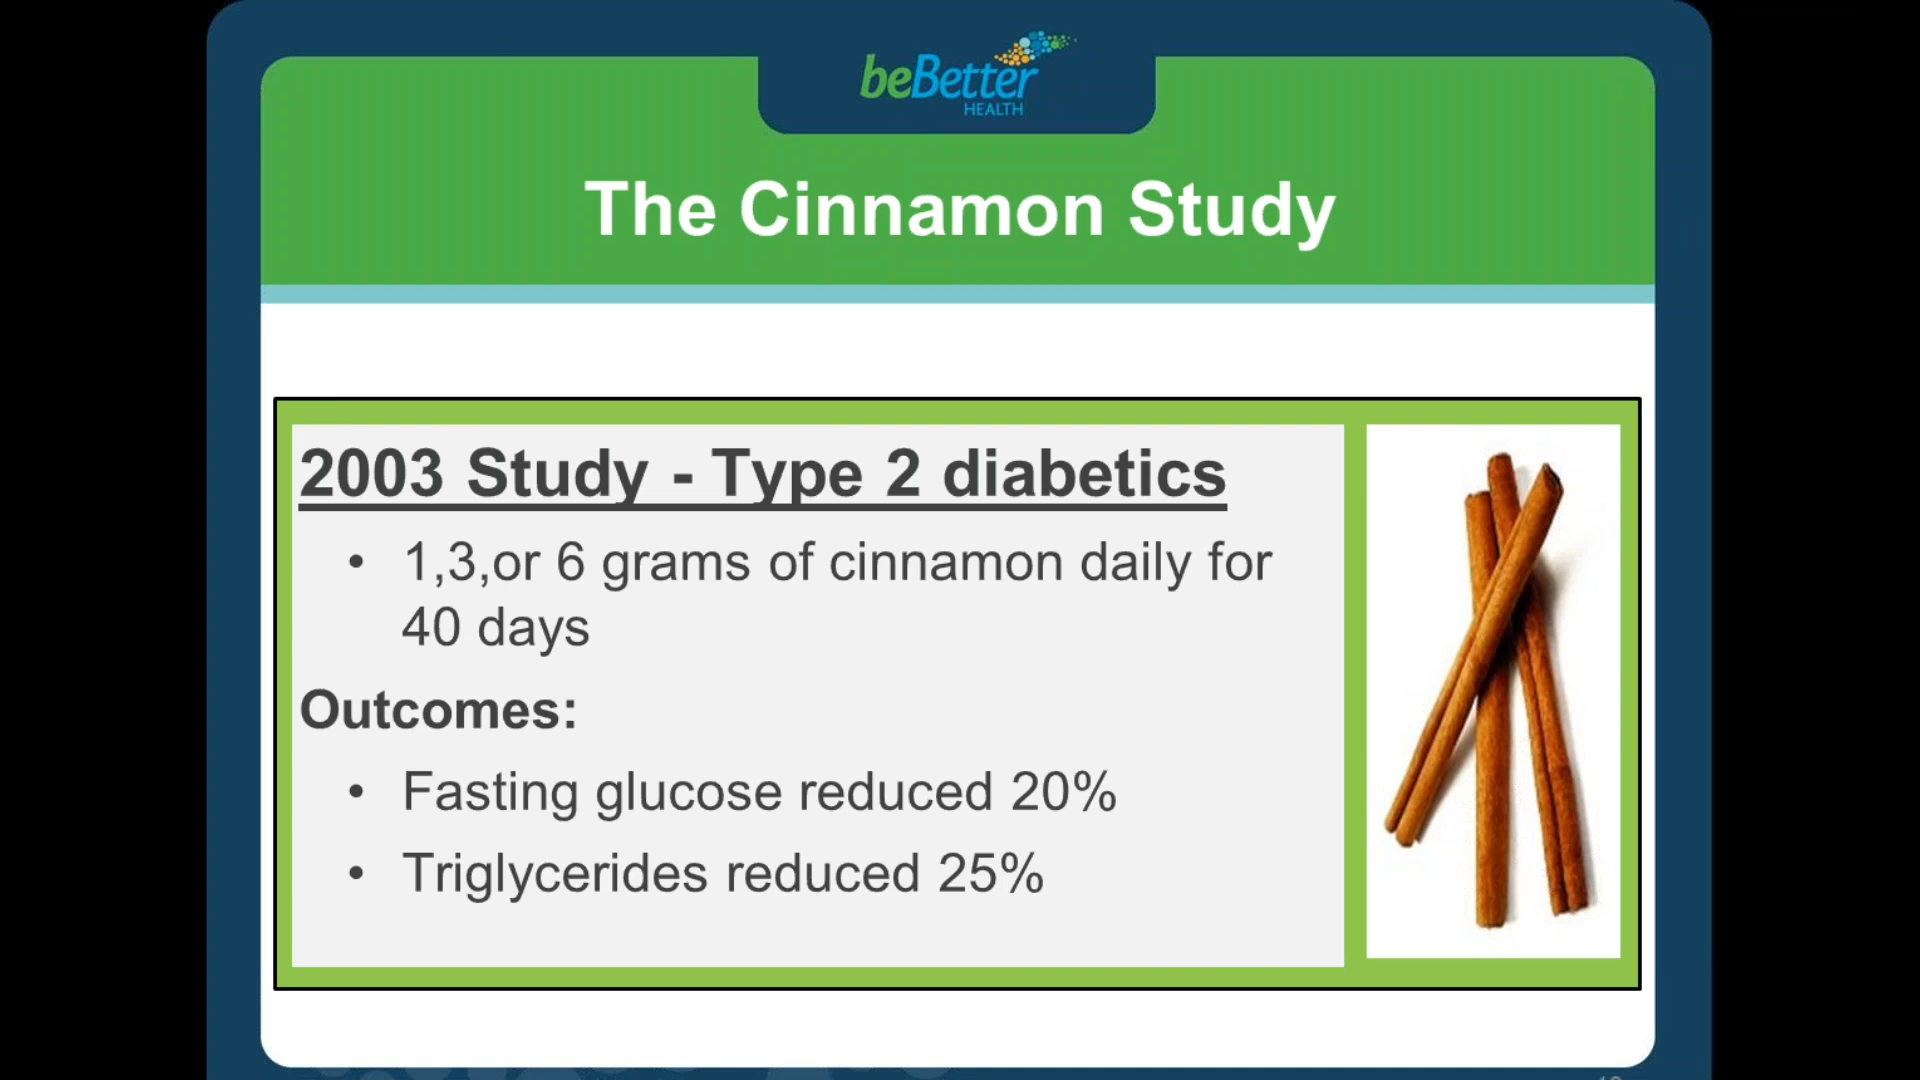 beBetter
HEALTH
The Cinnamon Study
2003 Study - Type 2 diabetics
• 1,3,or 6 grams of cinnamon daily for
40 days
Outcomes:
• Fasting glucose reduced 20%
• Triglycerides reduced 25%